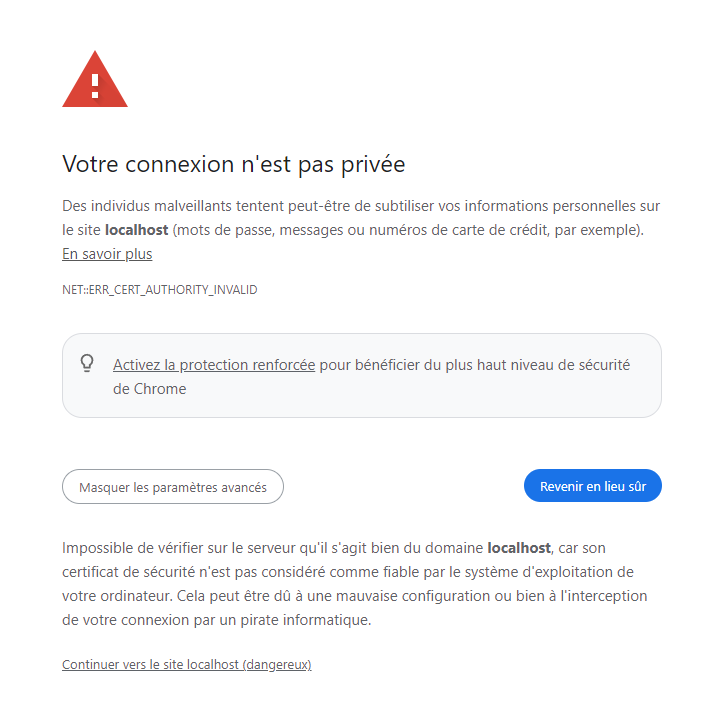 Votre connexion n'est pas privée
Des individus malveillants tentent peut-être de subtiliser vos informations personnelles sur
le site localhost (mots de passe, messages ou numéros de carte de crédit, par exemple).
En savoir plus
NET::ERR_CERT_AUTHORITY_INVALID
Activez la protection renforcée pour bénéficier du plus haut niveau de sécurité
de Chrome
Masquer les paramètres avancés
Revenir en lieu sûr
Impossible de vérifier sur le serveur qu'il s'agit bien du domaine localhost, car son
certificat de sécurité n'est pas considéré comme fiable par le système d'exploitation de
votre ordinateur. Cela peut être dû à une mauvaise configuration ou bien à l'interception
de votre connexion par un pirate informatique.
Continuer vers le site localhost (dangereux)